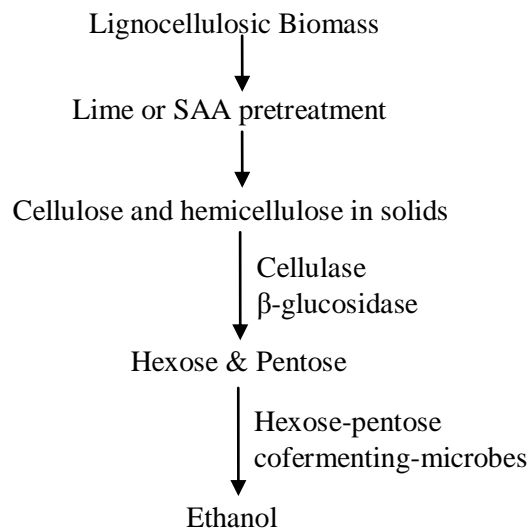 Lignocellulosic Biomass
Lime or SAA pretreatment
Cellulose and hemicellulose in solids
Cellulase
β-glucosidase
Hexose & Pentose
Hexose-pentose
cofermenting-microbes
Ethanol